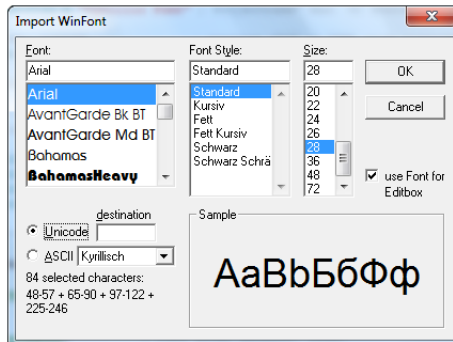 Import WinFont
Font: Font Style: Size:
Arial Standard 28 OK
Arial Standard 20
AvantGarde Bk BT Kursiv 22
AvantGarde Md BT Fett 24 Cancel
Bahamas Fett Kursiv 26
BahamasHeavy Schwarz 28
Schwarz Schrä 36
48 use Font for
72 Editbox
destination
Unicode
ASCII Kyrillisch
84 selected characters:
48-57 + 65-90 + 97-122 +
225-246
Sample
AaBbБбФф